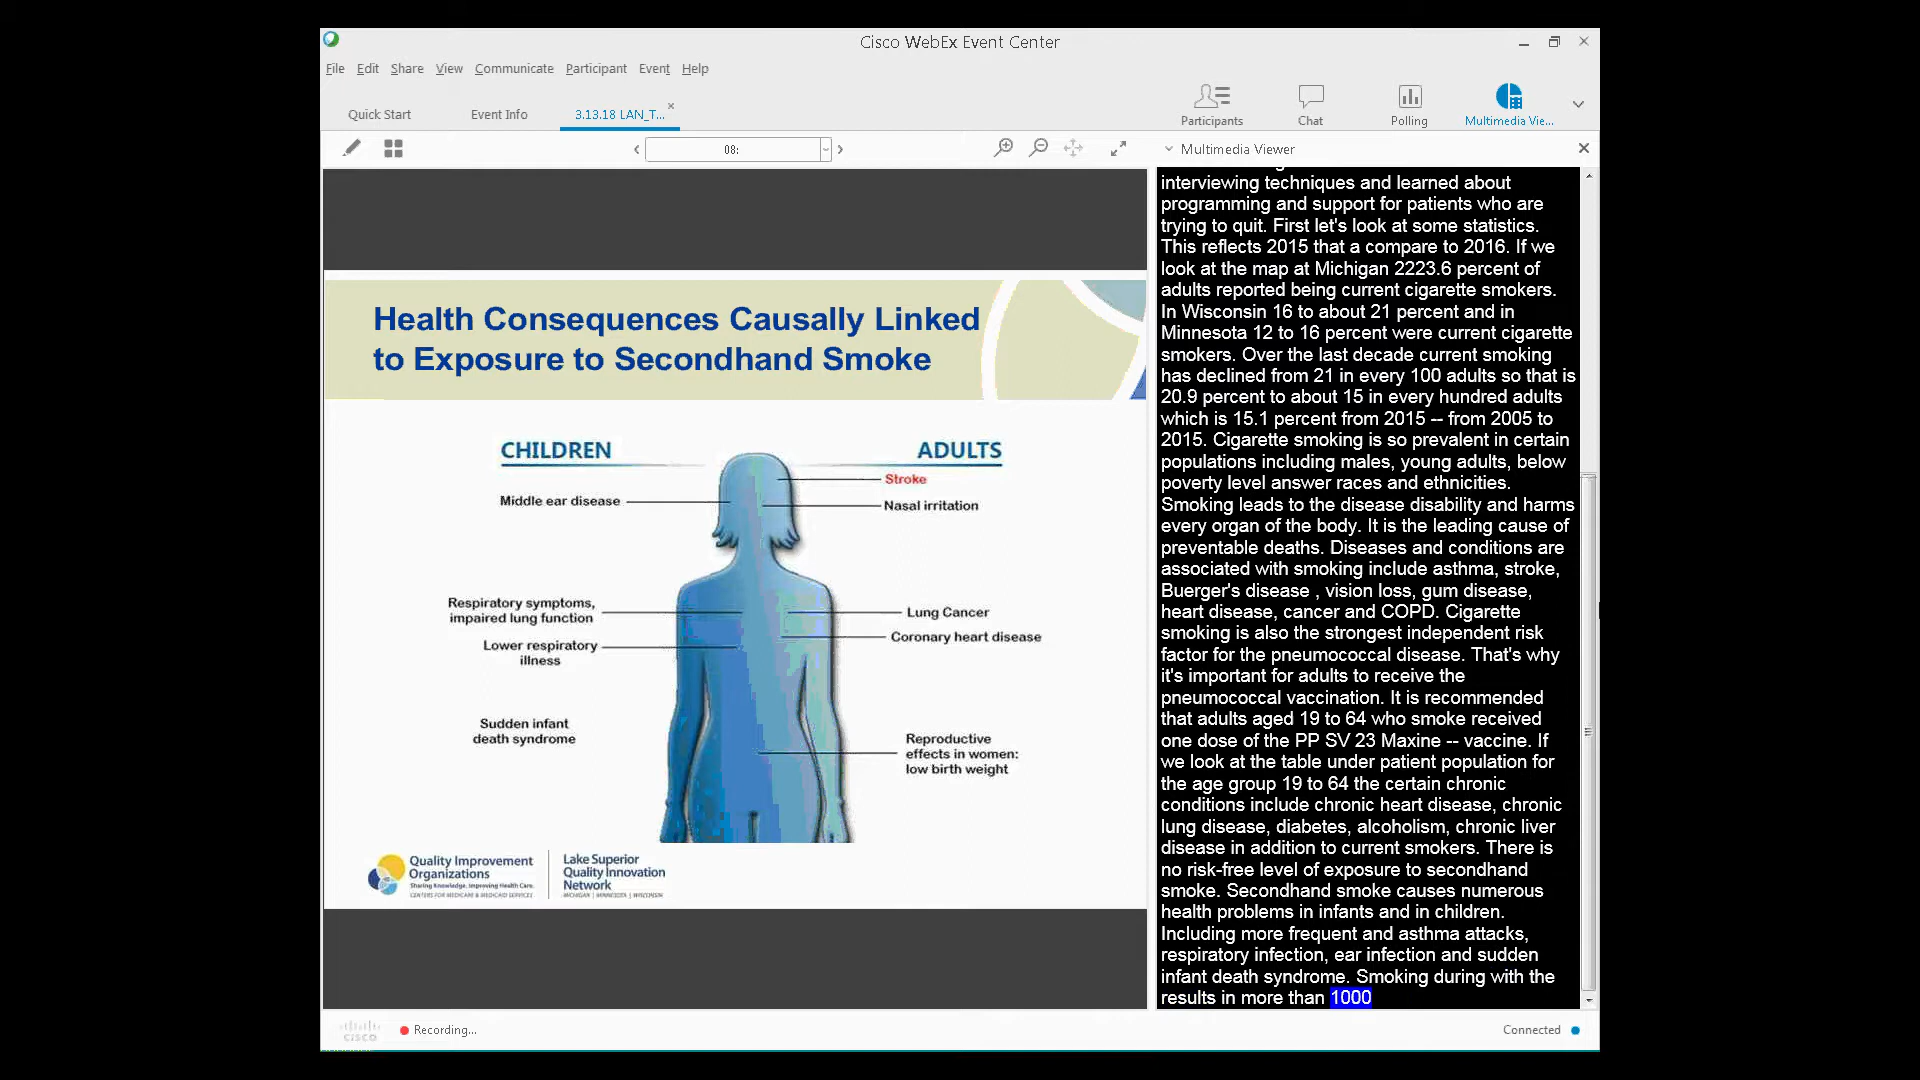 Cisco WebEx Event Center
File Edit Share View Communicate Participant Event Help
Quick Start Event Info 3.13.18 LAN_T... ×
Participants Chat Polling Multimedia Vie...
08:
Multimedia Viewer
Health Consequences Causally Linked
to Exposure to Secondhand Smoke
CHILDREN
ADULTS
Middle ear disease
Stroke
Nasal irritation
Respiratory symptoms,
impaired lung function
Lower respiratory
illness
Lung Cancer
Coronary heart disease
Sudden infant
death syndrome
Reproductive
effects in women:
low birth weight
Quality Improvement
Organizations
Sharing Knowledge. Improving Health Care.
CENTERS FOR MEDICARE & MEDICAID SERVICES
Lake Superior
Quality Innovation
Network
MICHIGAN | MINNESOTA | WISCONSIN
interviewing techniques and learned about
programming and support for patients who are
trying to quit. First let's look at some statistics.
This reflects 2015 that a compare to 2016. If we
look at the map at Michigan 2223.6 percent of
adults reported being current cigarette smokers.
In Wisconsin 16 to about 21 percent and in
Minnesota 12 to 16 percent were current cigarette
smokers. Over the last decade current smoking
has declined from 21 in every 100 adults so that is
20.9 percent to about 15 in every hundred adults
which is 15.1 percent from 2015 -- from 2005 to
2015. Cigarette smoking is so prevalent in certain
populations including males, young adults, below
poverty level answer races and ethnicities.
Smoking leads to the disease disability and harms
every organ of the body. It is the leading cause of
preventable deaths. Diseases and conditions are
associated with smoking include asthma, stroke,
Buerger's disease , vision loss, gum disease,
heart disease, cancer and COPD. Cigarette
smoking is also the strongest independent risk
factor for the pneumococcal disease. That's why
it's important for adults to receive the
pneumococcal vaccination. It is recommended
that adults aged 19 to 64 who smoke received
one dose of the PP SV 23 Maxine -- vaccine. If
we look at the table under patient population for
the age group 19 to 64 the certain chronic
conditions include chronic heart disease, chronic
lung disease, diabetes, alcoholism, chronic liver
disease in addition to current smokers. There is
no risk-free level of exposure to secondhand
smoke. Secondhand smoke causes numerous
health problems in infants and in children.
Including more frequent and asthma attacks,
respiratory infection, ear infection and sudden
infant death syndrome. Smoking during with the
results in more than 1000
cisco
Recording...
Connected